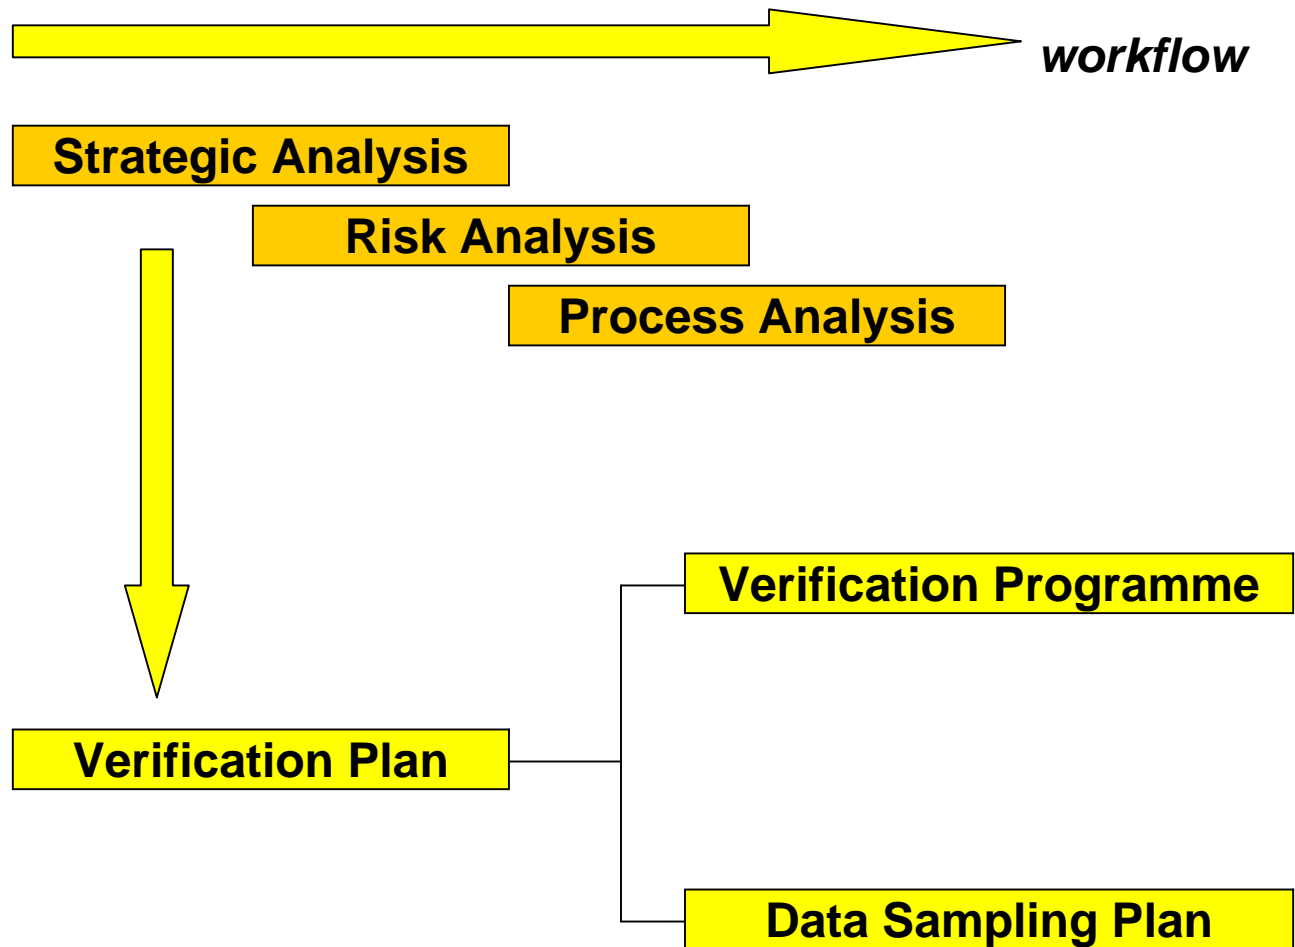 workflow
Strategic Analysis
Risk Analysis
Process Analysis
Verification Programme
Verification Plan
Data Sampling Plan